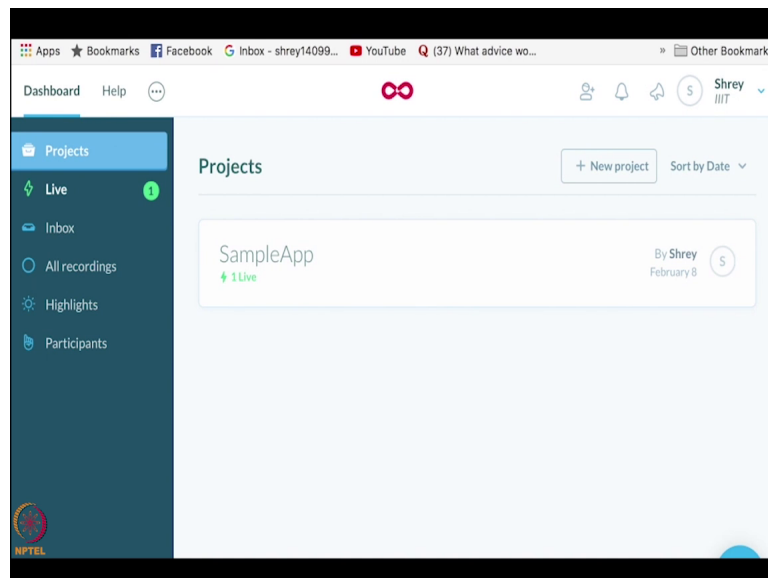 Apps Bookmarks Facebook Inbox - shrey14099... YouTube (37) What advice wo... » Other Bookmark
Dashboard Help S Shrey
IIIT
Projects
Live 1
Inbox
All recordings
Highlights
Participants
Projects + New project Sort by Date
SampleApp
1 Live
By Shrey
February 8
S
NPTEL